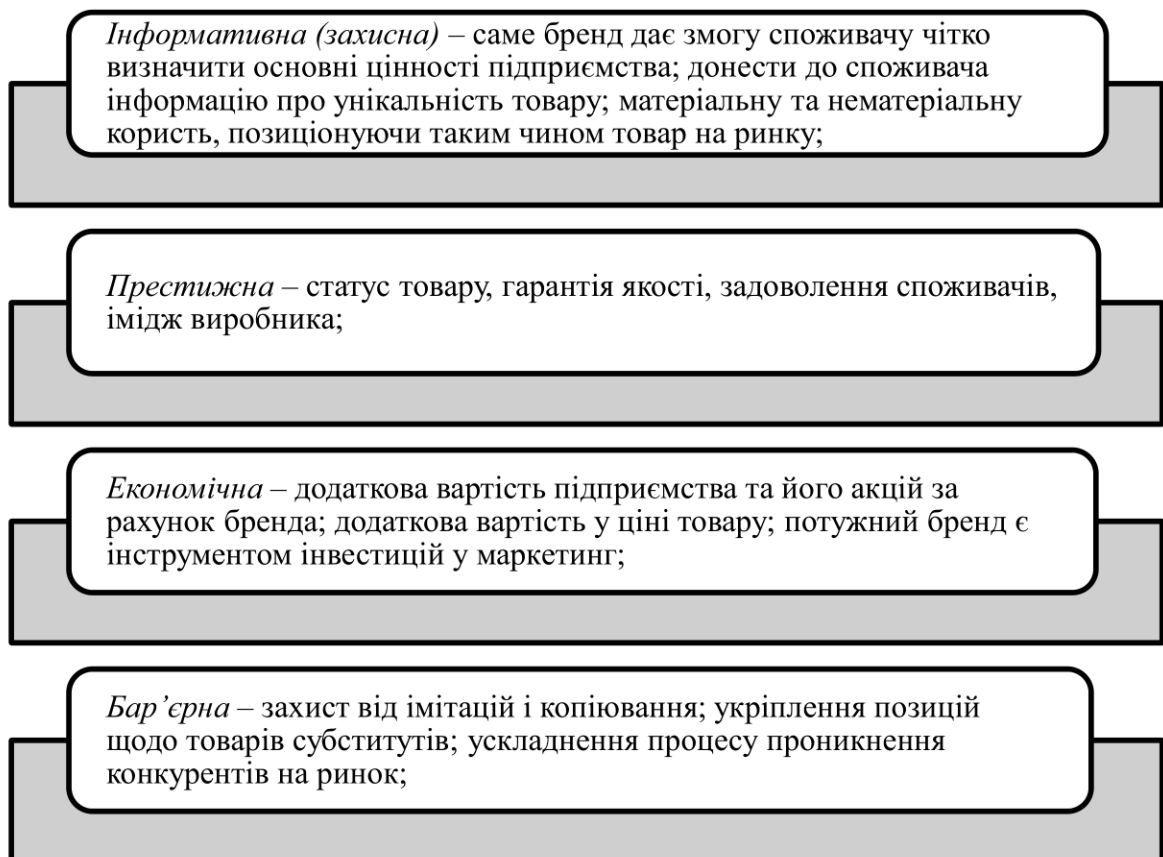 Інформативна (захисна) – саме бренд дає змогу споживачу чітко
визначити основні цінності підприємства; донести до споживача
інформацію про унікальність товару; матеріальну та нематеріальну
користь, позиціонуючи таким чином товар на ринку;
Престижна – статус товару, гарантія якості, задоволення споживачів,
імідж виробника;
Економічна – додаткова вартість підприємства та його акцій за
рахунок бренда; додаткова вартість у ціні товару; потужний бренд є
інструментом інвестицій у маркетинг;
Бар’єрна – захист від імітацій і копіювання; укріплення позицій
щодо товарів субститутів; ускладнення процесу проникнення
конкурентів на ринок;